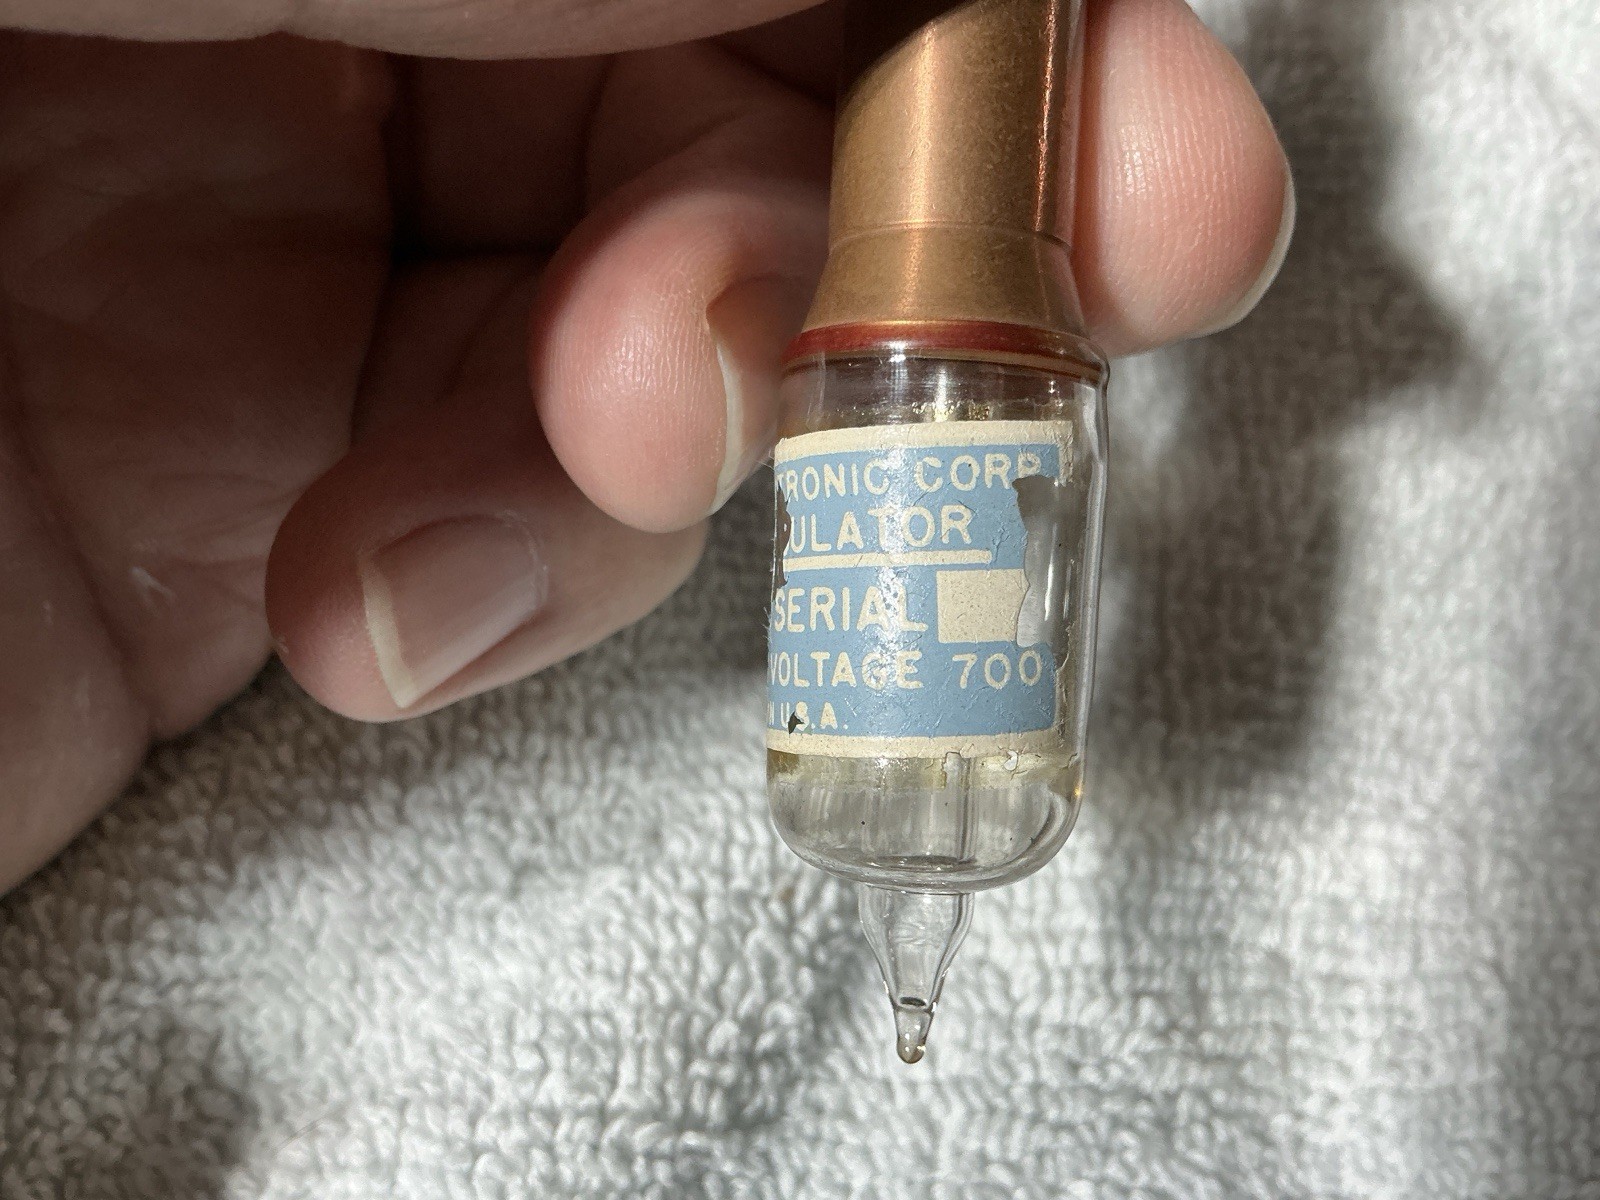 TRONIC CORP
ULATOR
SERIAL
VOLTAGE 700
N U.S.A.